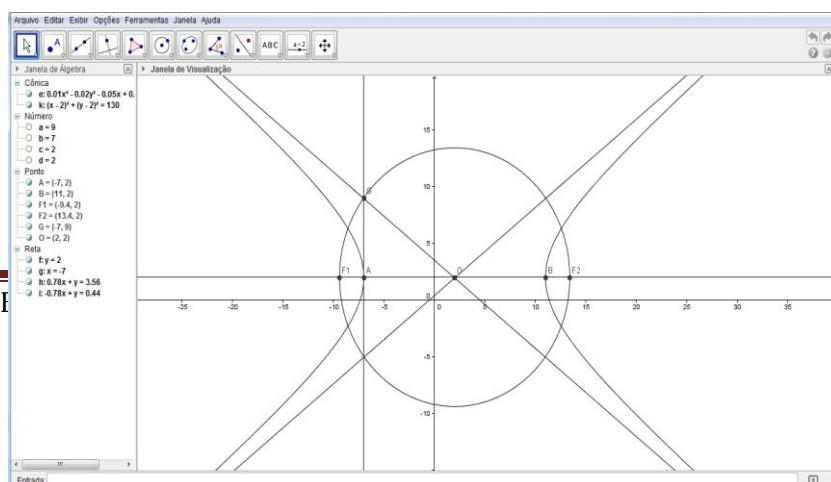 Arquivo Editar Exibir Opções Ferramentas Janela Ajuda
A
ABC
a=2
Janela de Álgebra
Janela de Visualização
Cônica
e: 0.01x² - 0.02y² - 0.05x + 0.
k: (x - 2)² + (y - 2)² = 130
Número
a = 9
b = 7
c = 2
d = 2
Ponto
A = (-7, 2)
B = (11, 2)
F1 = (-9.4, 2)
F2 = (13.4, 2)
G = (-7, 9)
O = (2, 2)
Reta
f: y = 2
g: x = -7
h: 0.78x + y = 3.56
i: -0.78x + y = 0.44
15
10
5
0
-5
-10
-25 -20 -15 -10 -5 0 5 10 15 20 25 30 35
G
F1 A O B F2
Entrada: